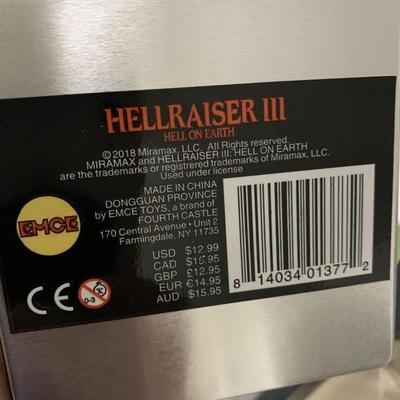 HELLRAISER III
HELL ON EARTH
©2018 Miramax, LLC. All Rights reserved.
MIRAMAX and HELLRAISER III: HELL ON EARTH
are the trademarks or registrered trademarks of Miramax, LLC.
Used under license
MADE IN CHINA
DONGGUAN PROVINCE
by EMCE TOYS, a brand of
FOURTH CASTLE
170 Central Avenue • Unit 2
Farmingdale, NY 11735
EMCE
USD $12.99
CAD $15.95
GBP £12.95
EUR €14.95
AUD $15.95
CE
0-3
8 14034 01377 2